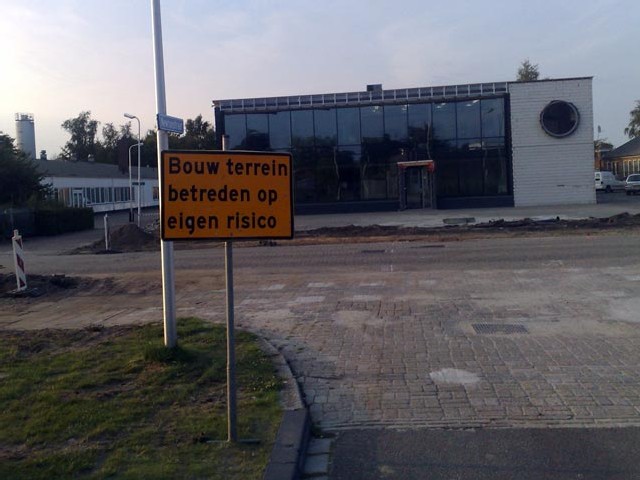 Bouw terrein
betreden op
eigen risico